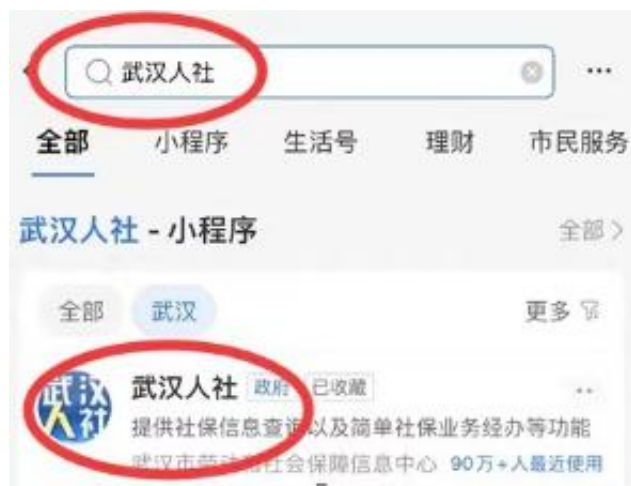 武汉人社
全部 小程序 生活号 理财 市民服务
武汉人社 - 小程序 全部
全部 武汉 更多
武汉人社
武汉人社 政府 已收藏
提供社保信息查询以及简单社保业务经办等功能
武汉市劳动和社会保障信息中心 90万+人最近使用